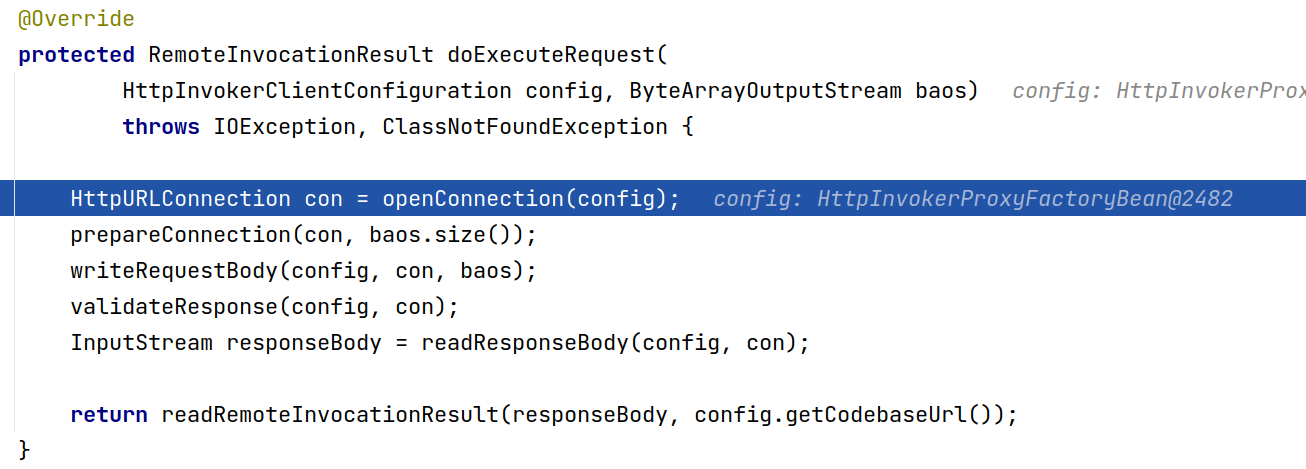 @Override
protected RemoteInvocationResult doExecuteRequest(
HttpInvokerClientConfiguration config, ByteArrayOutputStream baos) config: HttpInvokerProx
throws IOException, ClassNotFoundException {
HttpURLConnection con = openConnection(config); config: HttpInvokerProxyFactoryBean@2482
prepareConnection(con, baos.size());
writeRequestBody(config, con, baos);
validateResponse(config, con);
InputStream responseBody = readResponseBody(config, con);
return readRemoteInvocationResult(responseBody, config.getCodebaseUrl());
}